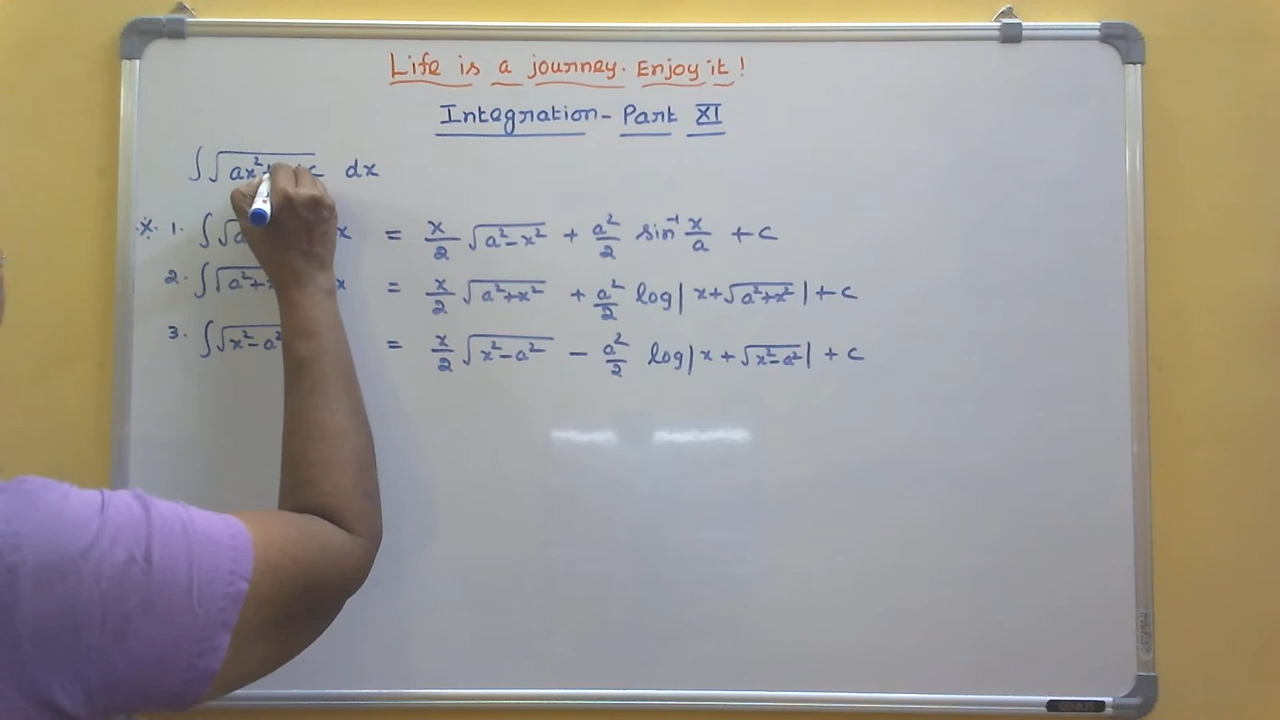 Life is a journey. Enjoy it!
Integration - Part XI
∫√ax²+ +c dx
※ 1. ∫√a x = x/2 √a²-x² + a²/2 sin⁻¹ x/a + c
2. ∫√a²+x x = x/2 √a²+x² + a²/2 log|x+√a²+x²| + c
3. ∫√x²-a² = x/2 √x²-a² - a²/2 log|x+√x²-a²| + c